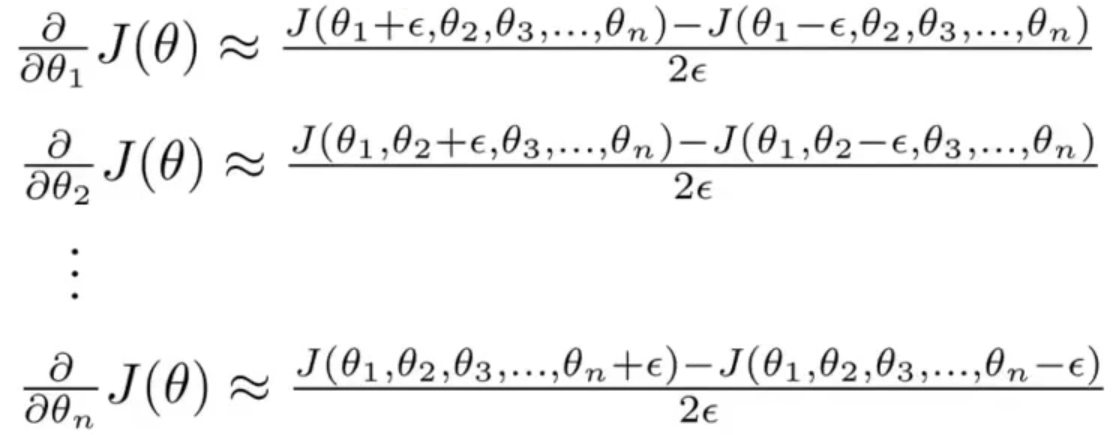 ∂/∂θ₁ J(θ) ≈ (J(θ₁+ϵ,θ₂,θ₃,...,θₙ)−J(θ₁−ϵ,θ₂,θ₃,...,θₙ))/2ϵ
∂/∂θ₂ J(θ) ≈ (J(θ₁,θ₂+ϵ,θ₃,...,θₙ)−J(θ₁,θ₂−ϵ,θ₃,...,θₙ))/2ϵ
⋮
∂/∂θₙ J(θ) ≈ (J(θ₁,θ₂,θ₃,...,θₙ+ϵ)−J(θ₁,θ₂,θ₃,...,θₙ−ϵ))/2ϵ